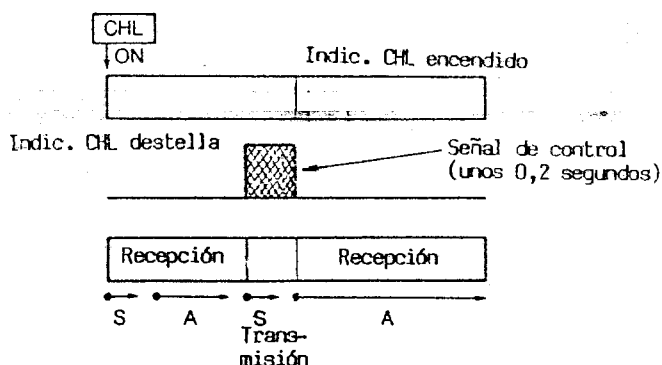 CHL
ON
Indic. CHL encendido
Indic. CHL destella
Señal de control
(unos 0,2 segundos)
Recepción
Recepción
S
A
S
A
Trans-
misión